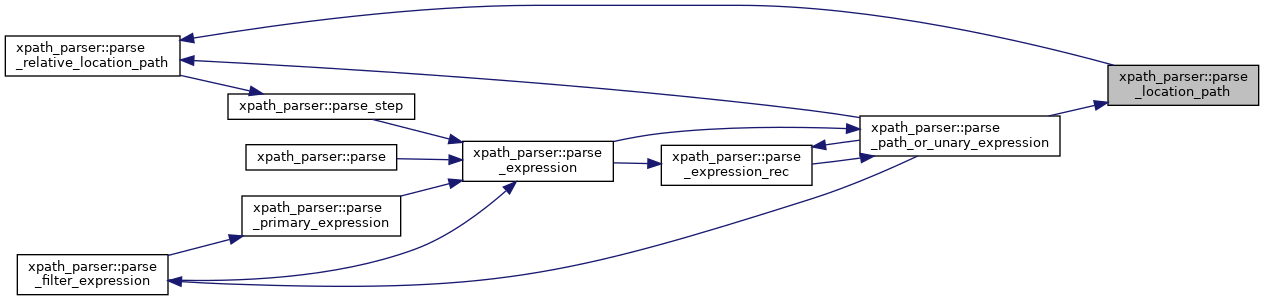 xpath_parser::parse
_relative_location_path
xpath_parser::parse_step
xpath_parser::parse
xpath_parser::parse
_primary_expression
xpath_parser::parse
_filter_expression
xpath_parser::parse
_expression
xpath_parser::parse
_expression_rec
xpath_parser::parse
_path_or_unary_expression
xpath_parser::parse
_location_path